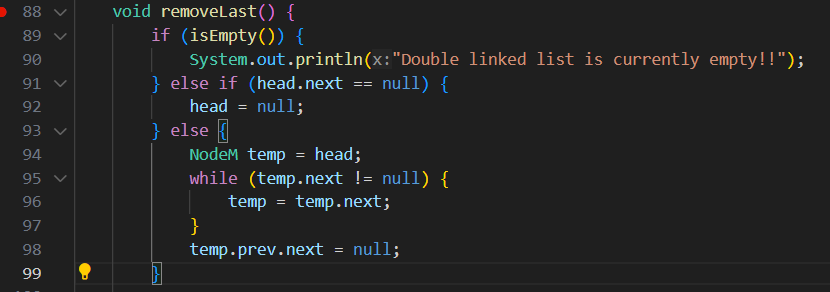 88 void removeLast() {
89 if (isEmpty()) {
90 System.out.println(x:"Double linked list is currently empty!!");
91 } else if (head.next == null) {
92 head = null;
93 } else {
94 NodeM temp = head;
95 while (temp.next != null) {
96 temp = temp.next;
97 }
98 temp.prev.next = null;
99 }